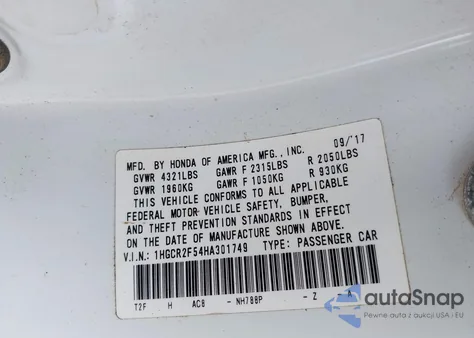 MFD. BY HONDA OF AMERICA MFG., INC. 09/'17
GVWR 4321LBS GAWR F 2315LBS R 2050LBS
GVWR 1960KG GAWR F 1050KG R 930KG
THIS VEHICLE CONFORMS TO ALL APPLICABLE
FEDERAL MOTOR VEHICLE SAFETY, BUMPER,
AND THEFT PREVENTION STANDARDS IN EFFECT
ON THE DATE OF MANUFACTURE SHOWN ABOVE.
V.I.N.: 1HGCR2F54HA301749 TYPE: PASSENGER CAR
T2F H AC8 - NH788P - Z - A
autoSnap
Pewne auta z aukcji USA i EU